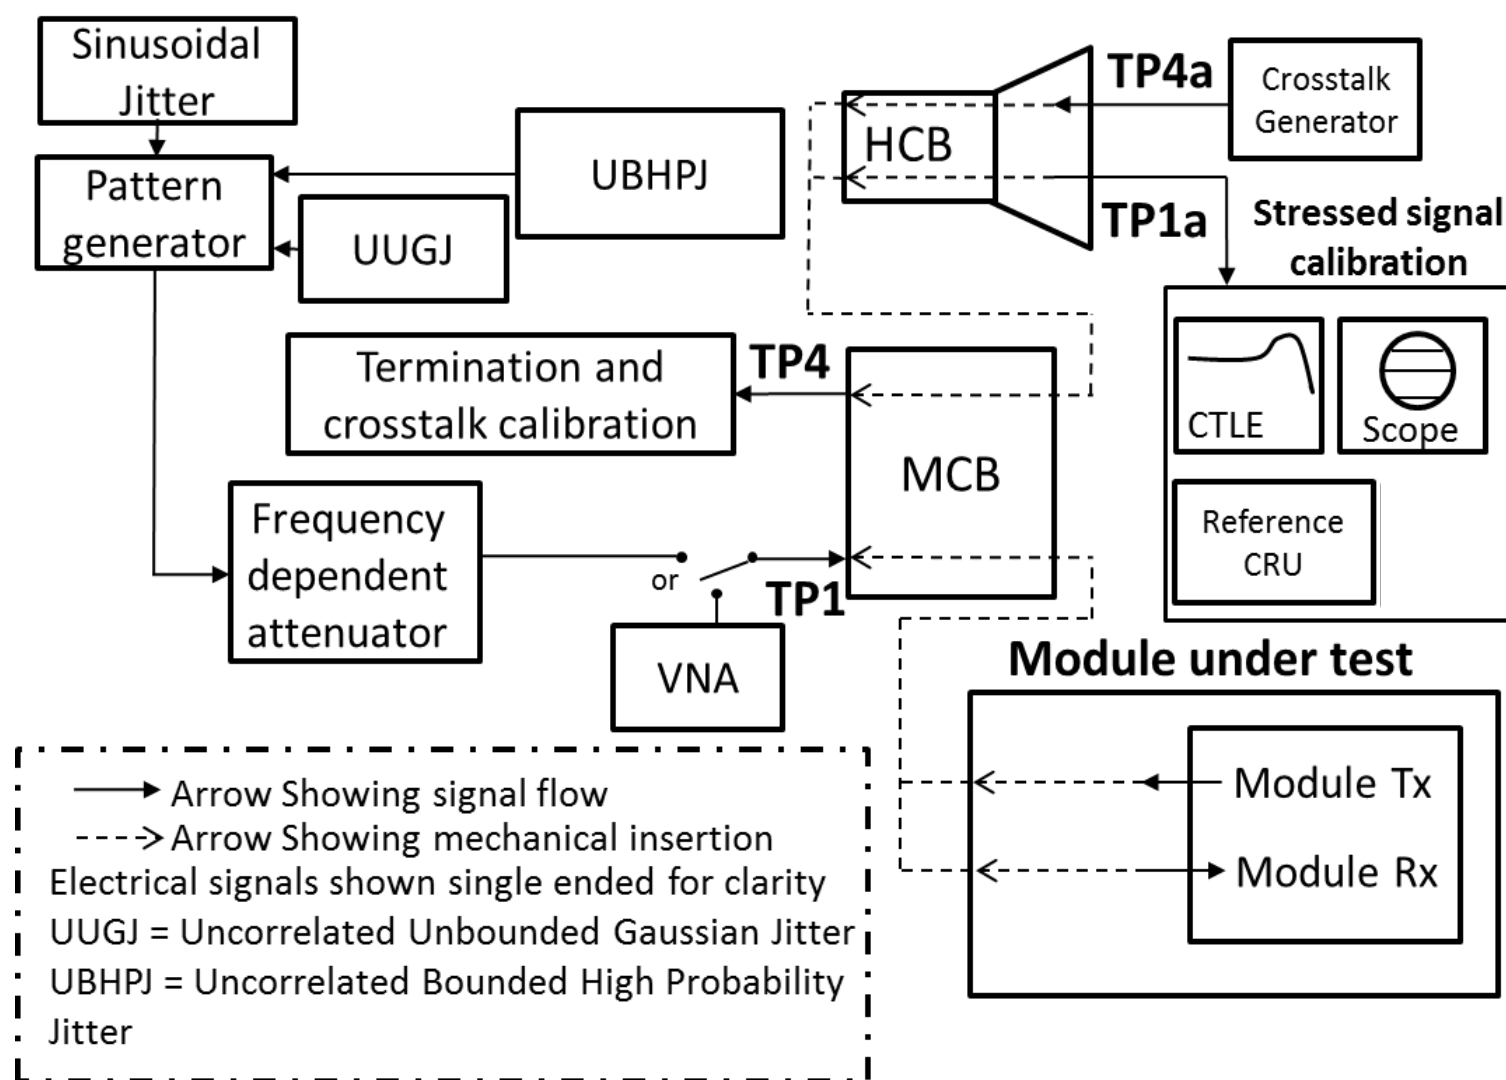 Sinusoidal
Jitter
Pattern
generator
UBHPJ
UUGJ
HCB
TP4a
Crosstalk
Generator
TP1a
Stressed signal
calibration
CTLE
Scope
Reference
CRU
Termination and
crosstalk calibration
TP4
MCB
Frequency
dependent
attenuator
or
TP1
VNA
Module under test
Module Tx
Module Rx
Arrow Showing signal flow
Arrow Showing mechanical insertion
Electrical signals shown single ended for clarity
UUGJ = Uncorrelated Unbounded Gaussian Jitter
UBHPJ = Uncorrelated Bounded High Probability
Jitter